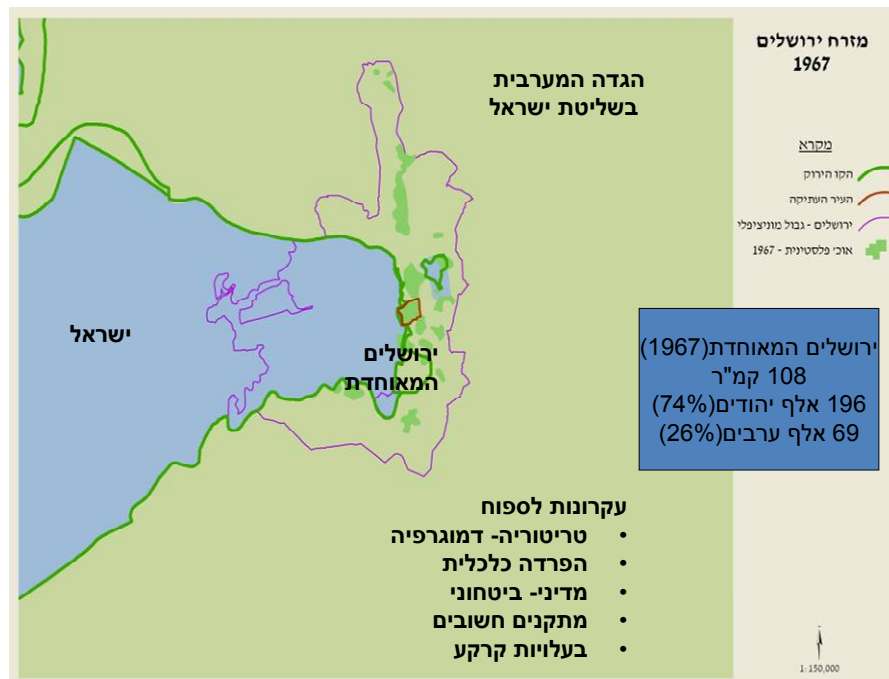 מזרח ירושלים
1967
מקרא
הקו הירוק
העיר העתיקה
ירושלים - גבול מוניציפלי
אוכ' פלסטינית - 1967
הגדה המערבית
בשליטת ישראל
ישראל
ירושלים
המאוחדת
ירושלים המאוחדת(1967)
108 קמ"ר
196 אלף יהודים(74%)
69 אלף ערבים(26%)
עקרונות לספוח
• טריטוריה- דמוגרפיה
• הפרדה כלכלית
• מדיני- ביטחוני
• מתקנים חשובים
• בעלויות קרקע
1:150,000